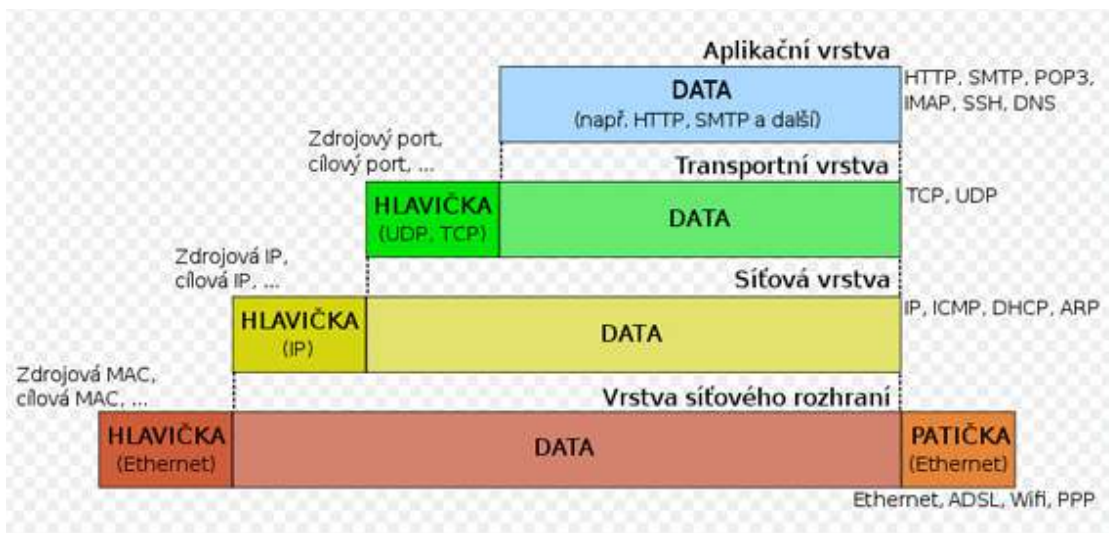 Aplikační vrstva
DATA
(např. HTTP, SMTP a další)
HTTP, SMTP, POP3,
IMAP, SSH, DNS
Zdrojový port,
cílový port, ...
Transportní vrstva
HLAVIČKA
(UDP, TCP)
DATA
TCP, UDP
Zdrojová IP,
cílová IP, ...
Síťová vrstva
HLAVIČKA
(IP)
DATA
IP, ICMP, DHCP, ARP
Zdrojová MAC,
cílová MAC, ...
Vrstva síťového rozhraní
HLAVIČKA
(Ethernet)
DATA
PATIČKA
(Ethernet)
Ethernet, ADSL, Wifi, PPP